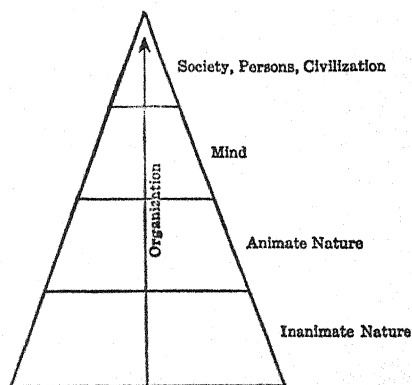 Society, Persons, Civilization
Mind
Organization
Animate Nature
Inanimate Nature